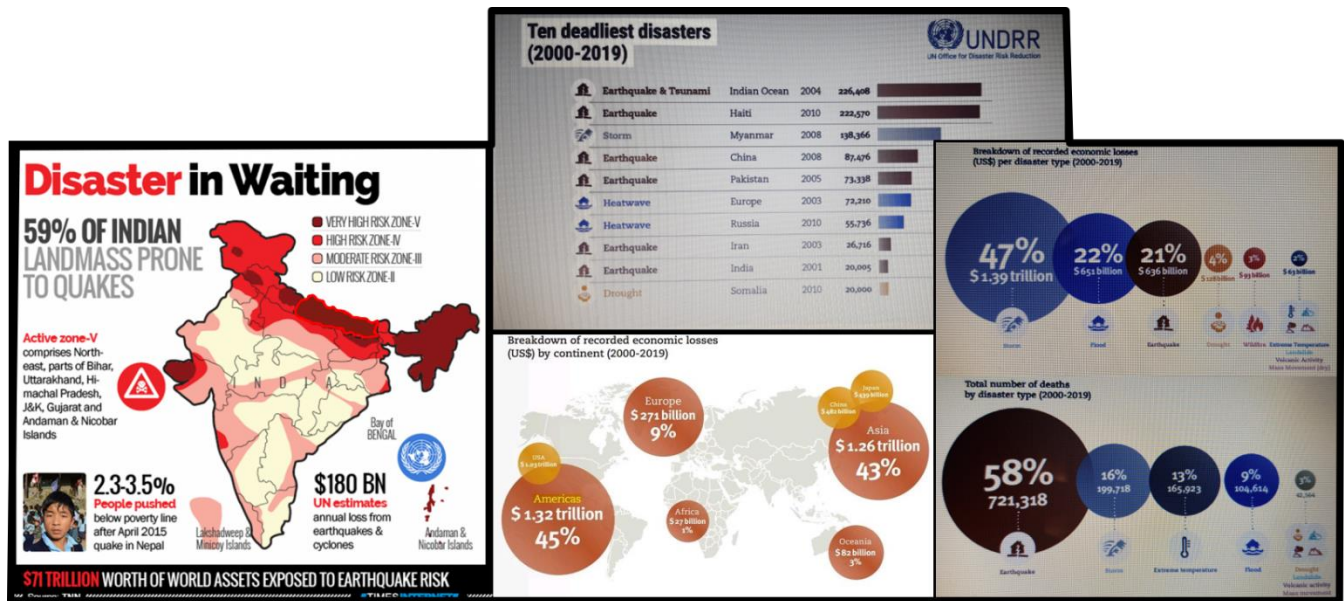 Disaster in Waiting
59% OF INDIAN
LANDMASS PRONE
TO QUAKES
VERY HIGH RISK ZONE-V
HIGH RISK ZONE-IV
MODERATE RISK ZONE-III
LOW RISK ZONE-II
Active zone-V
comprises North-
east, parts of Bihar,
Uttarakhand, Hi-
machal Pradesh,
J&K, Gujarat and
Andaman & Nicobar
Islands
INDIA
Bay of
BENGAL
2.3-3.5%
People pushed
below poverty line
after April 2015
quake in Nepal
Lakshadweep &
Minicoy Islands
$180 BN
UN estimates
annual loss from
earthquakes &
cyclones
Andaman &
Nicobar Islands
$71 TRILLION WORTH OF WORLD ASSETS EXPOSED TO EARTHQUAKE RISK
Source: TNN
#TIMESINTERNET
Ten deadliest disasters
(2000-2019)
UNDRR
UN Office for Disaster Risk Reduction
Earthquake & Tsunami Indian Ocean 2004 226,408
Earthquake Haiti 2010 222,570
Storm Myanmar 2008 138,366
Earthquake China 2008 87,476
Earthquake Pakistan 2005 73,338
Heatwave Europe 2003 72,210
Heatwave Russia 2010 55,736
Earthquake Iran 2003 26,716
Earthquake India 2001 20,005
Drought Somalia 2010 20,000
Breakdown of recorded economic losses
(US$) by continent (2000-2019)
Europe
$ 271 billion
9%
USA
Americas
$ 1.32 trillion
45%
Africa
$ 27 billion
1%
Japan
China
Asia
$ 1.26 trillion
43%
Oceania
$ 82 billion
3%
Breakdown of recorded economic losses
(US$) per disaster type (2000-2019)
47%
$ 1.39 trillion
22%
$ 651 billion
21%
$ 636 billion
4%
3%
2%
Storm
Flood
Earthquake
Drought
Wildfire
Extreme Temperature
Landslide
Volcanic Activity
Mass Movement (dry)
Total number of deaths
by disaster type (2000-2019)
58%
721,318
16%
199,718
13%
165,923
9%
104,614
3%
Earthquake
Storm
Extreme temperature
Flood
Drought
Landslide
Volcanic activity
Mass movement